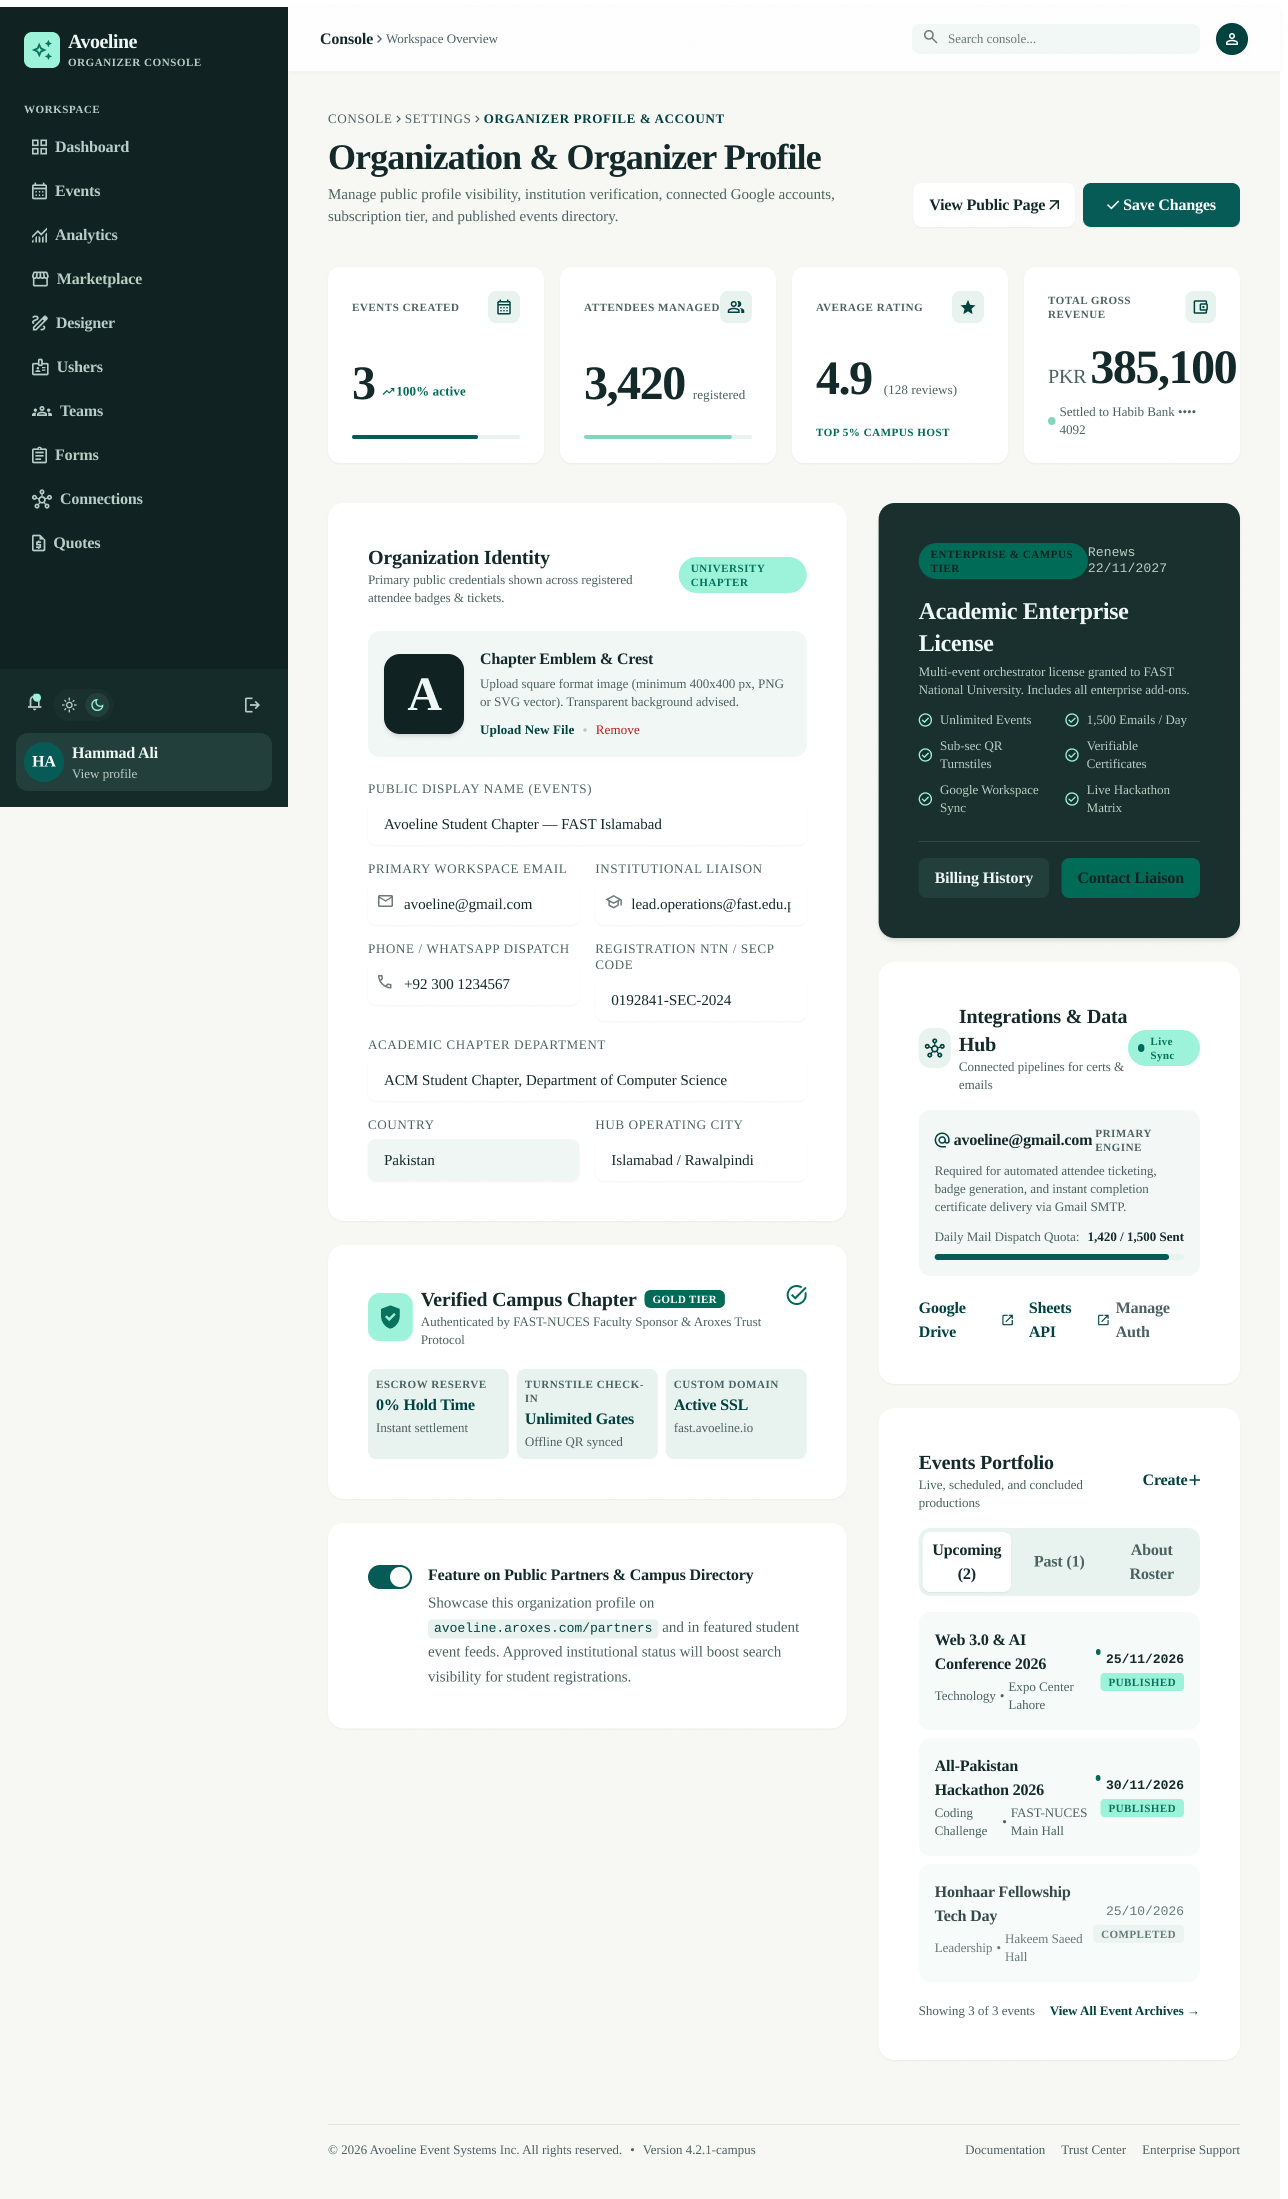 Avoeline
ORGANIZER CONSOLE
WORKSPACE
Dashboard
Events
Analytics
Marketplace
Designer
Ushers
Teams
Forms
Connections
Quotes
HA
Hammad Ali
View profile
Console
Workspace Overview
Search console...
CONSOLE
SETTINGS
ORGANIZER PROFILE & ACCOUNT
Organization & Organizer Profile
Manage public profile visibility, institution verification, connected Google accounts,
subscription tier, and published events directory.
View Public Page
Save Changes
EVENTS CREATED
3
100% active
ATTENDEES MANAGED
3,420
registered
AVERAGE RATING
4.9
(128 reviews)
TOP 5% CAMPUS HOST
TOTAL GROSS
REVENUE
PKR 385,100
Settled to Habib Bank ••••
4092
Organization Identity
Primary public credentials shown across registered
attendee badges & tickets.
UNIVERSITY
CHAPTER
A
Chapter Emblem & Crest
Upload square format image (minimum 400x400 px, PNG
or SVG vector). Transparent background advised.
Upload New File • Remove
PUBLIC DISPLAY NAME (EVENTS)
Avoeline Student Chapter — FAST Islamabad
PRIMARY WORKSPACE EMAIL
avoeline@gmail.com
INSTITUTIONAL LIAISON
lead.operations@fast.edu.p
PHONE / WHATSAPP DISPATCH
+92 300 1234567
REGISTRATION NTN / SECP
CODE
0192841-SEC-2024
ACADEMIC CHAPTER DEPARTMENT
ACM Student Chapter, Department of Computer Science
COUNTRY
Pakistan
HUB OPERATING CITY
Islamabad / Rawalpindi
Verified Campus Chapter
GOLD TIER
Authenticated by FAST-NUCES Faculty Sponsor & Aroxes Trust
Protocol
ESCROW RESERVE
0% Hold Time
Instant settlement
TURNSTILE CHECK-
IN
Unlimited Gates
Offline QR synced
CUSTOM DOMAIN
Active SSL
fast.avoeline.io
Feature on Public Partners & Campus Directory
Showcase this organization profile on
avoeline.aroxes.com/partners and in featured student
event feeds. Approved institutional status will boost search
visibility for student registrations.
ENTERPRISE & CAMPUS
TIER
Renews
22/11/2027
Academic Enterprise
License
Multi-event orchestrator license granted to FAST
National University. Includes all enterprise add-ons.
Unlimited Events
1,500 Emails / Day
Sub-sec QR
Turnstiles
Verifiable
Certificates
Google Workspace
Sync
Live Hackathon
Matrix
Billing History
Contact Liaison
Integrations & Data
Hub
Connected pipelines for certs &
emails
Live
Sync
avoeline@gmail.com
PRIMARY
ENGINE
Required for automated attendee ticketing,
badge generation, and instant completion
certificate delivery via Gmail SMTP.
Daily Mail Dispatch Quota: 1,420 / 1,500 Sent
Google
Drive
Sheets
API
Manage
Auth
Events Portfolio
Live, scheduled, and concluded
productions
Create+
Upcoming
(2)
Past (1)
About
Roster
Web 3.0 & AI
Conference 2026
Technology •
Expo Center
Lahore
• 25/11/2026
PUBLISHED
All-Pakistan
Hackathon 2026
Coding
Challenge
•
FAST-NUCES
Main Hall
• 30/11/2026
PUBLISHED
Honhaar Fellowship
Tech Day
Leadership •
Hakeem Saeed
Hall
25/10/2026
COMPLETED
Showing 3 of 3 events
View All Event Archives →
© 2026 Avoeline Event Systems Inc. All rights reserved. • Version 4.2.1-campus
Documentation
Trust Center
Enterprise Support